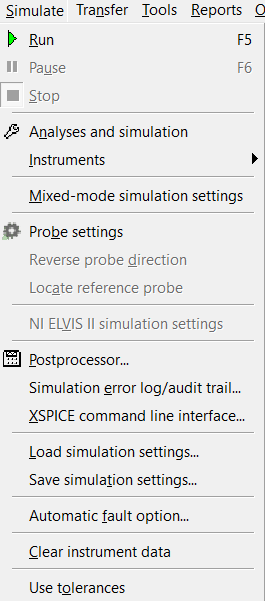 Simulate Transfer Tools Reports O
Run F5
Pause F6
Stop
Analyses and simulation
Instruments
Mixed-mode simulation settings
Probe settings
Reverse probe direction
Locate reference probe
NI ELVIS II simulation settings
Postprocessor...
Simulation error log/audit trail...
XSPICE command line interface...
Load simulation settings...
Save simulation settings...
Automatic fault option...
Clear instrument data
Use tolerances